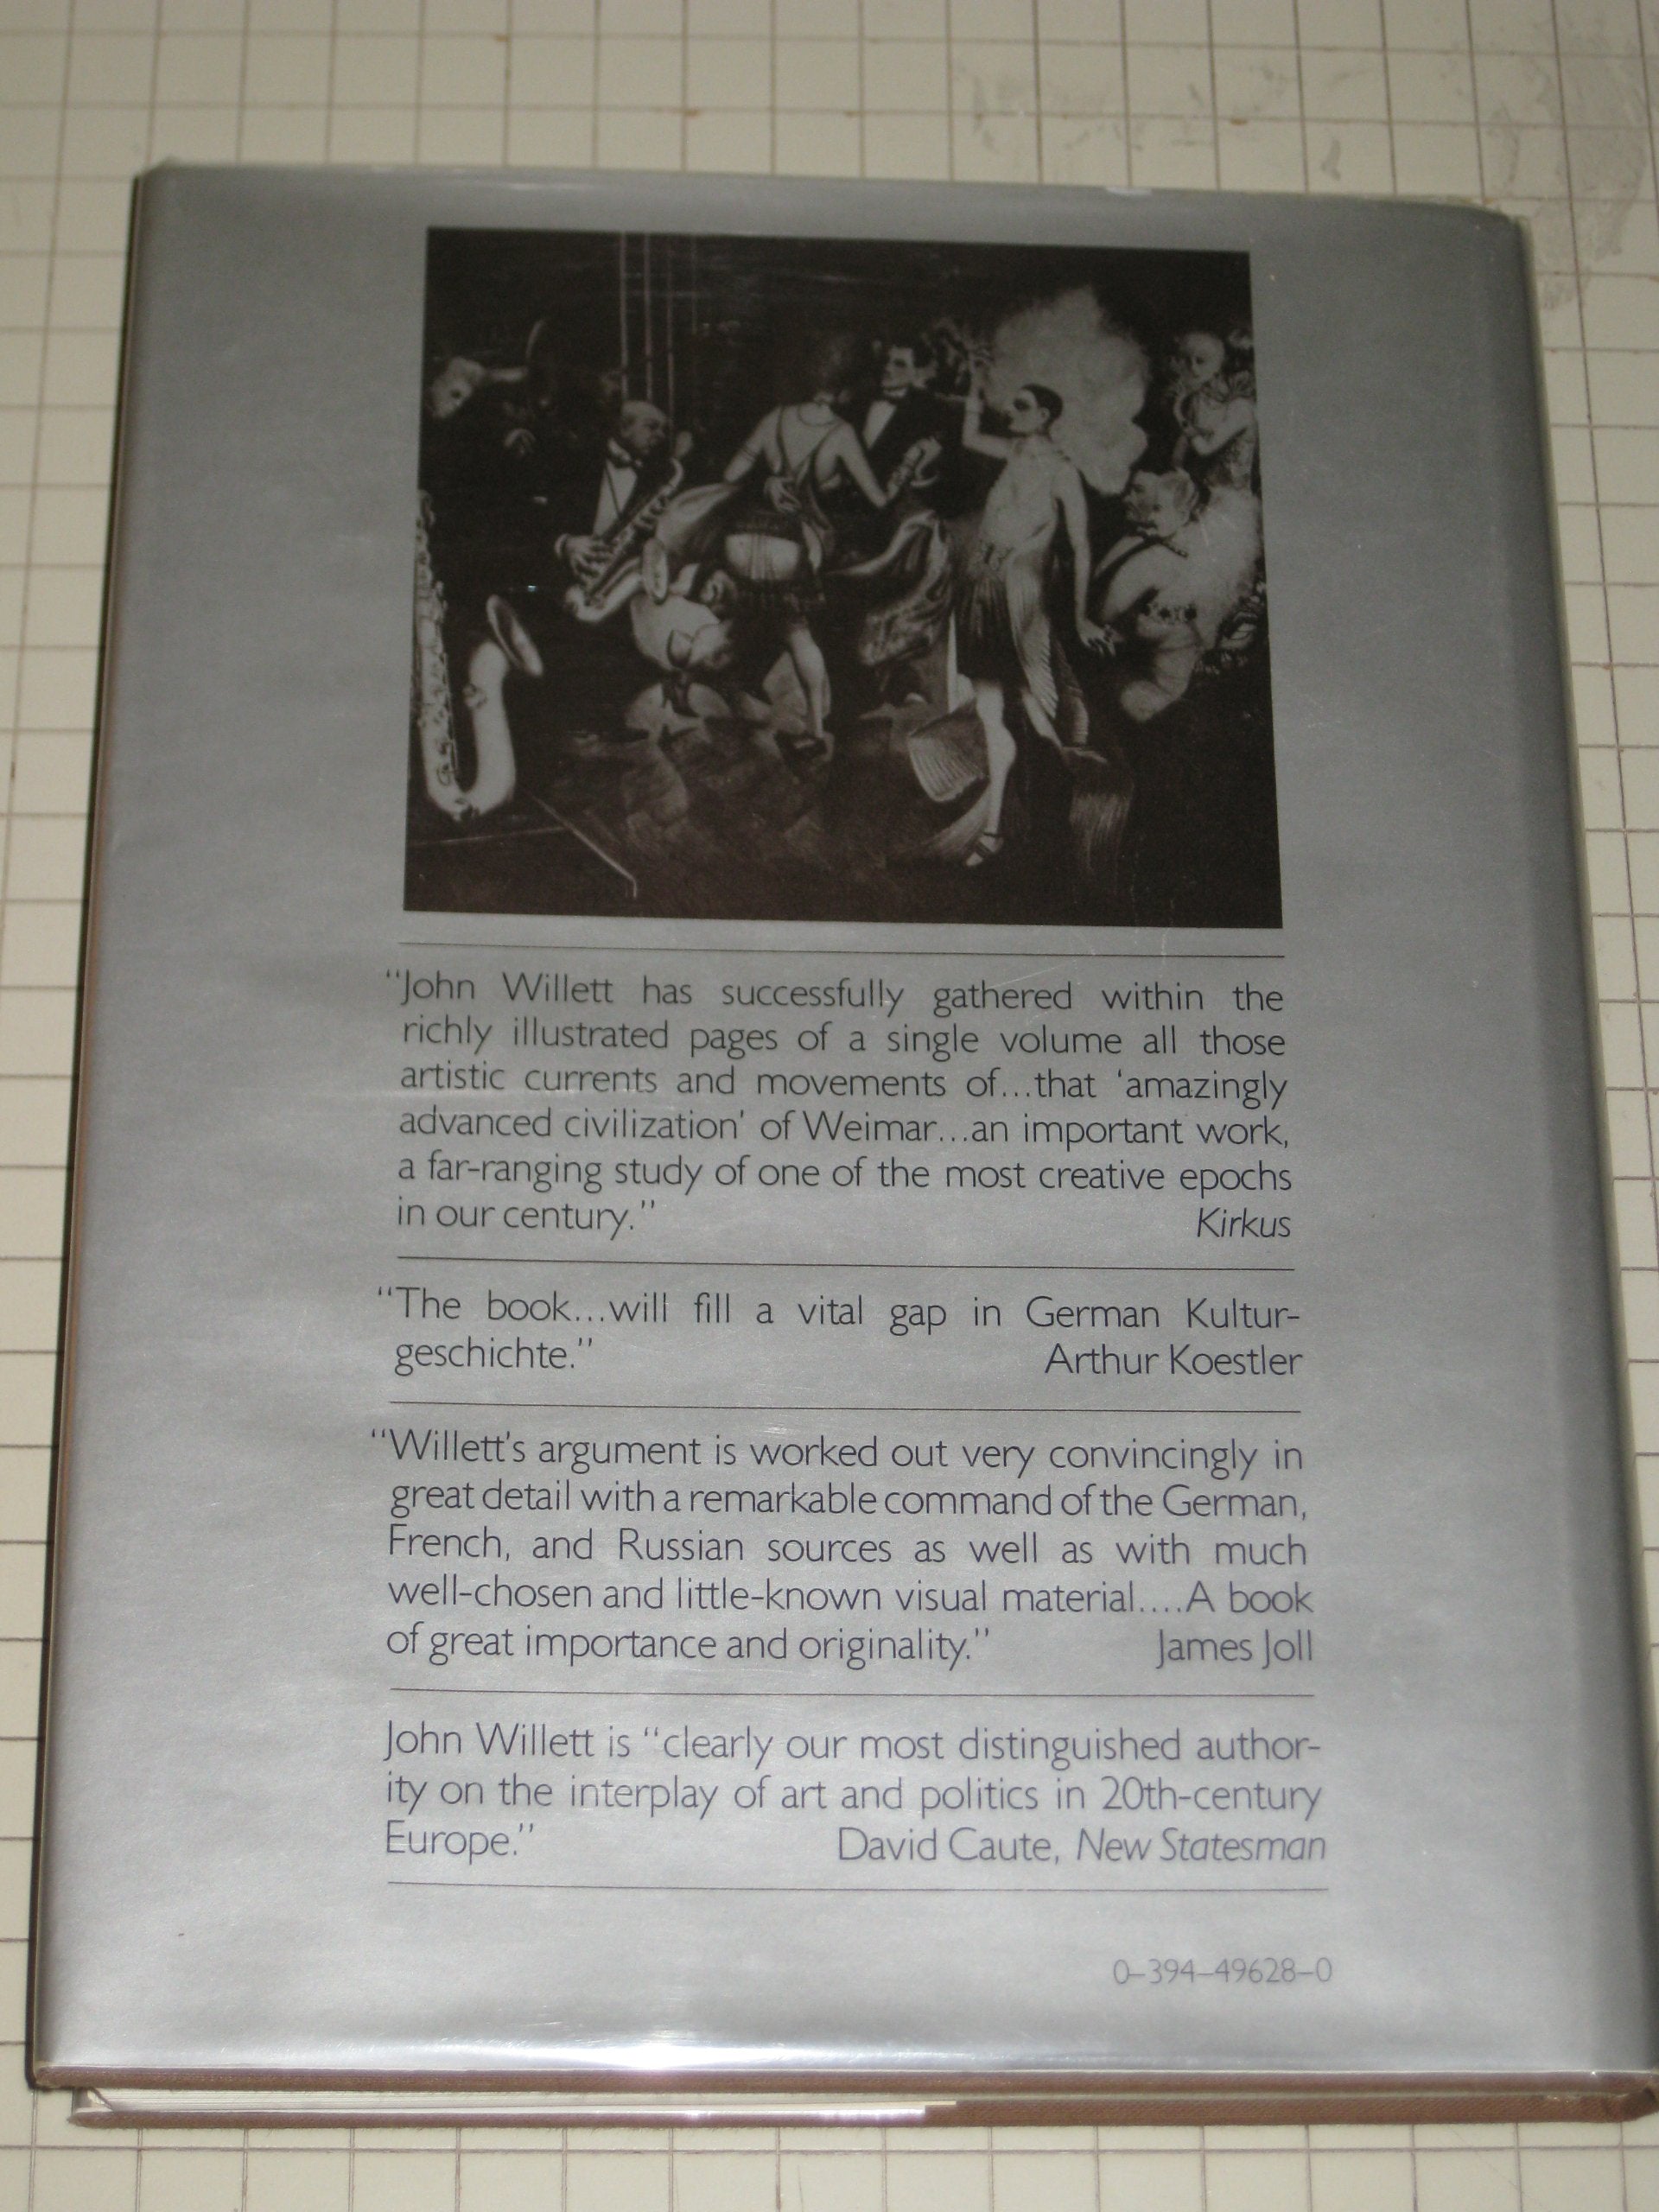 “John Willett has successfully gathered within the
richly illustrated pages of a single volume all those
artistic currents and movements of...that ‘amazingly
advanced civilization’ of Weimar...an important work,
a far-ranging study of one of the most creative epochs
in our century.” Kirkus
“The book...will fill a vital gap in German Kultur-
geschichte.” Arthur Koestler
“Willett’s argument is worked out very convincingly in
great detail with a remarkable command of the German,
French, and Russian sources as well as with much
well-chosen and little-known visual material....A book
of great importance and originality.” James Joll
John Willett is “clearly our most distinguished author-
ity on the interplay of art and politics in 20th-century
Europe.” David Caute, New Statesman
0-394-49628-0